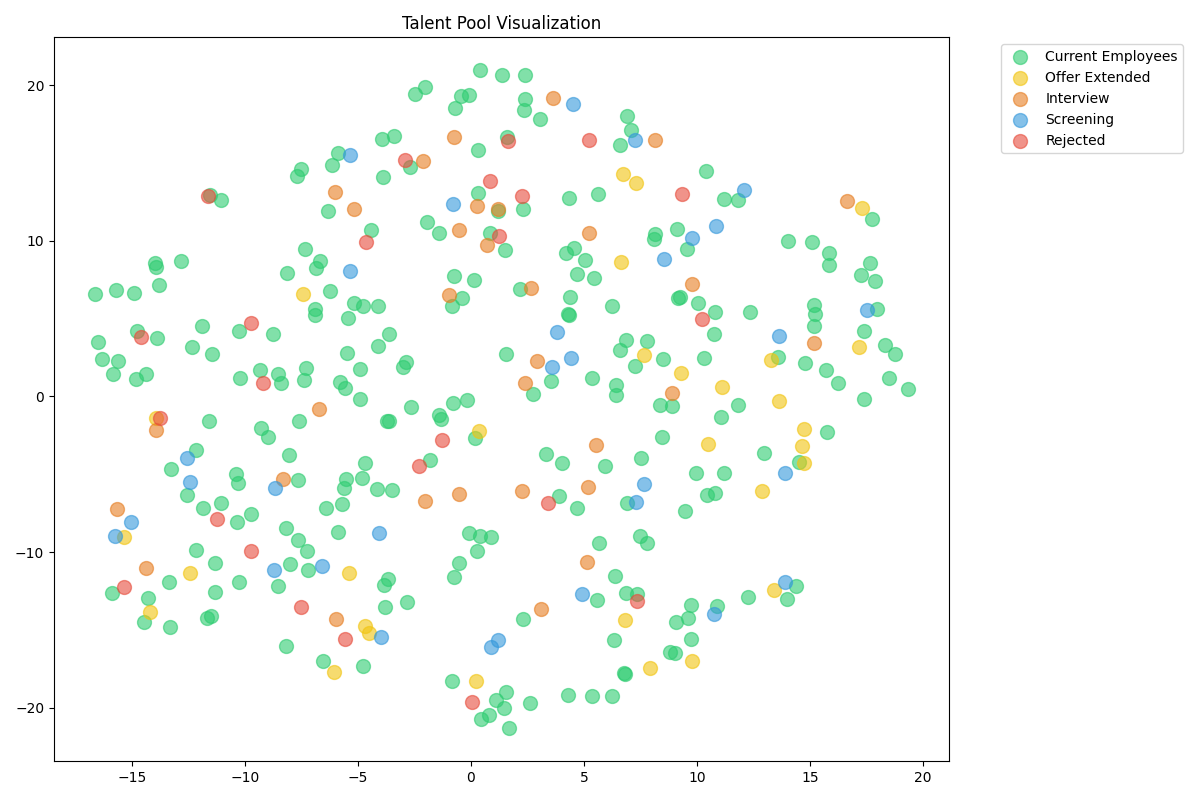 Talent Pool Visualization
Current Employees
Offer Extended
Interview
Screening
Rejected
20
10
0
−10
−20
−15
−10
−5
0
5
10
15
20